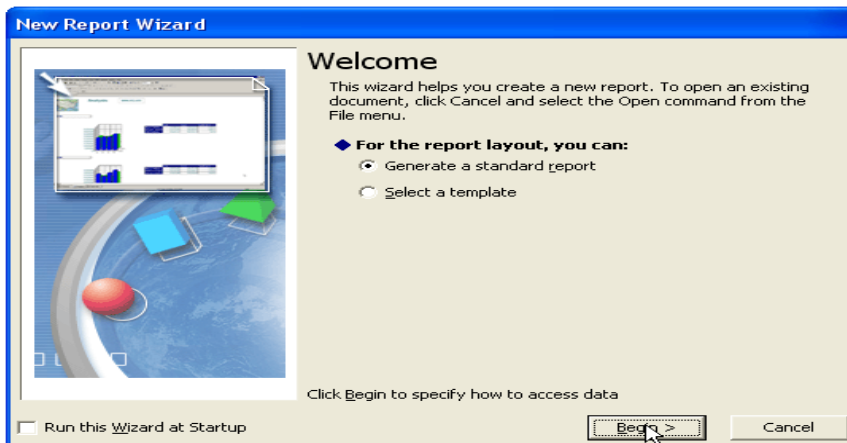 New Report Wizard
Welcome
This wizard helps you create a new report. To open an existing
document, click Cancel and select the Open command from the
File menu.
For the report layout, you can:
Generate a standard report
Select a template
Click Begin to specify how to access data
Run this Wizard at Startup
Begin >
Cancel